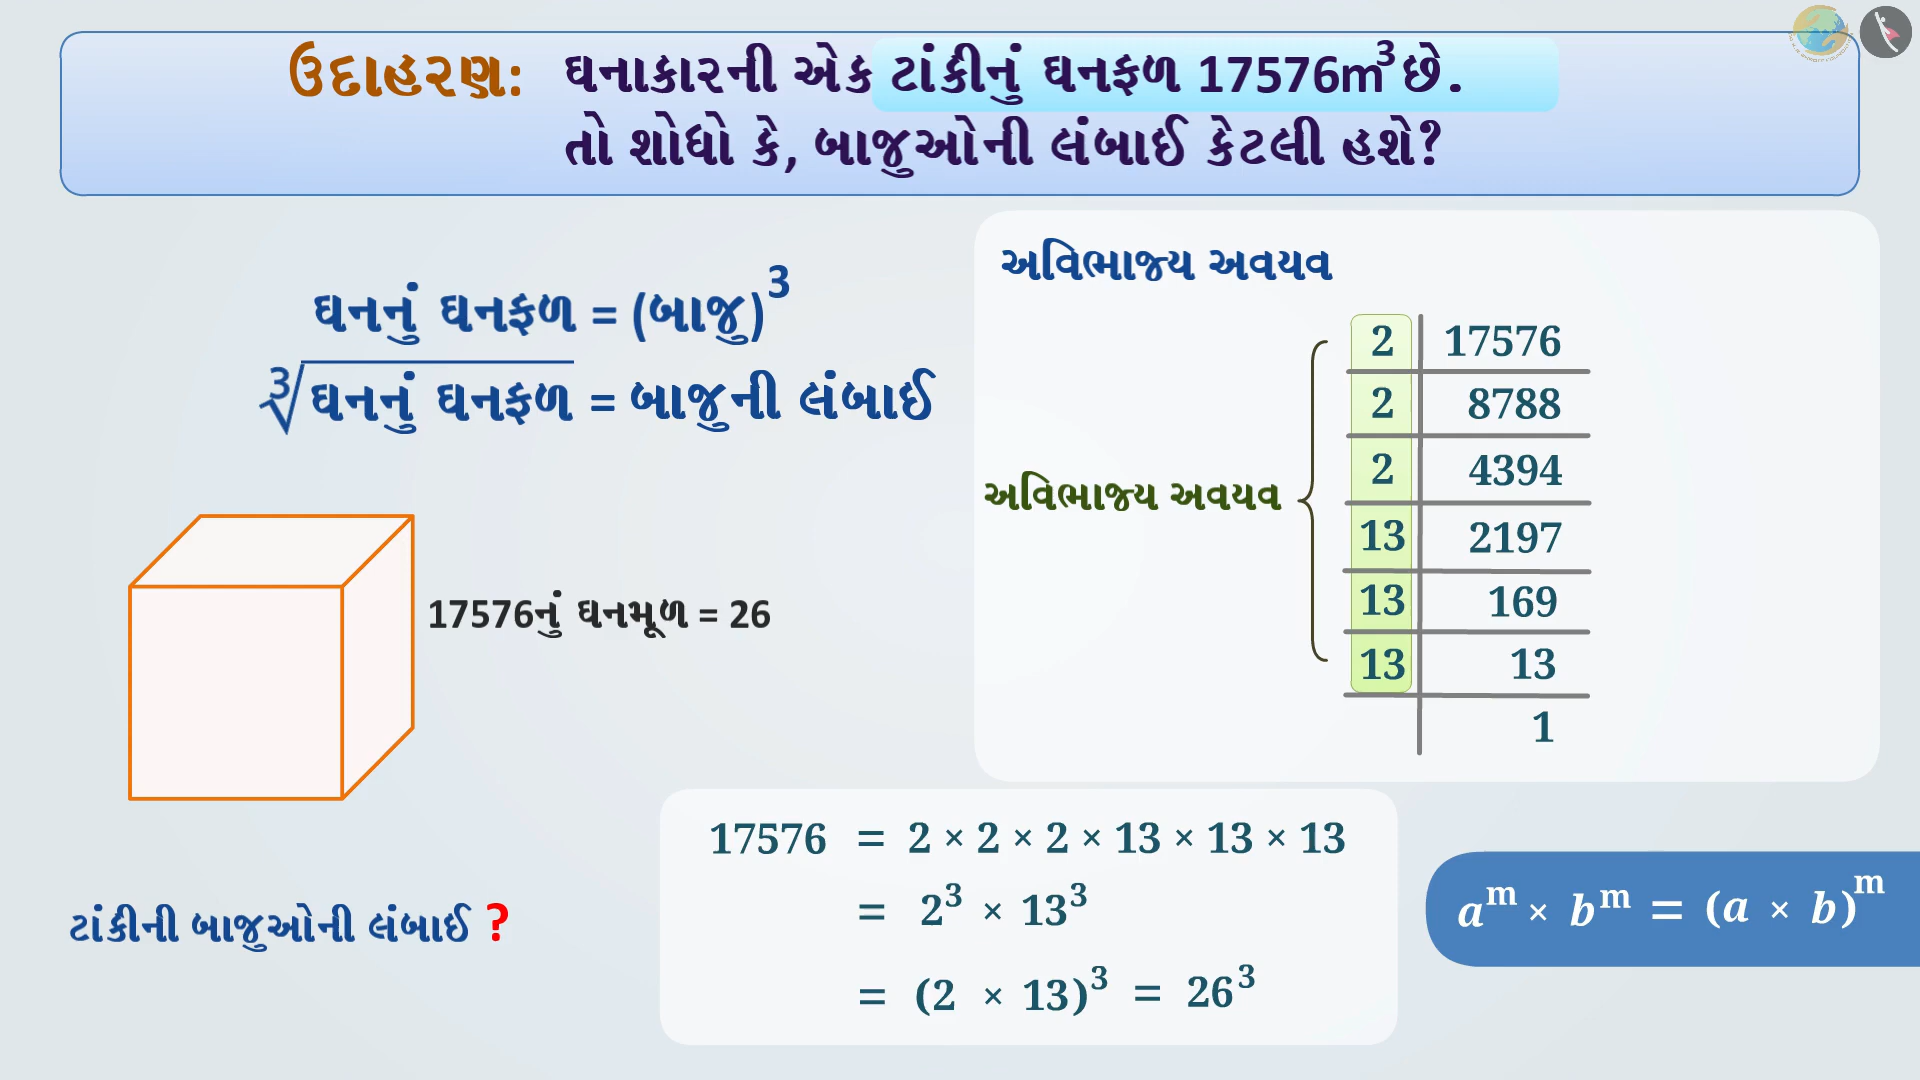 ઉદાહરણ: ઘનાકારની એક ટાંકીનું ઘનફળ 17576m³ છે.
તો શોધો કે, બાજુઓની લંબાઈ કેટલી હશે?
ઘનનું ઘનફળ = (બાજુ)³
∛ઘનનું ઘનફળ = બાજુની લંબાઈ
17576નું ઘનમૂળ = 26
ટાંકીની બાજુઓની લંબાઈ ?
અવિભાજ્ય અવયવ
અવિભાજ્ય અવયવ
2 17576
2 8788
2 4394
13 2197
13 169
13 13
1
17576 = 2 × 2 × 2 × 13 × 13 × 13
= 2³ × 13³
= (2 × 13)³ = 26³
aᵐ × bᵐ = (a × b)ᵐ